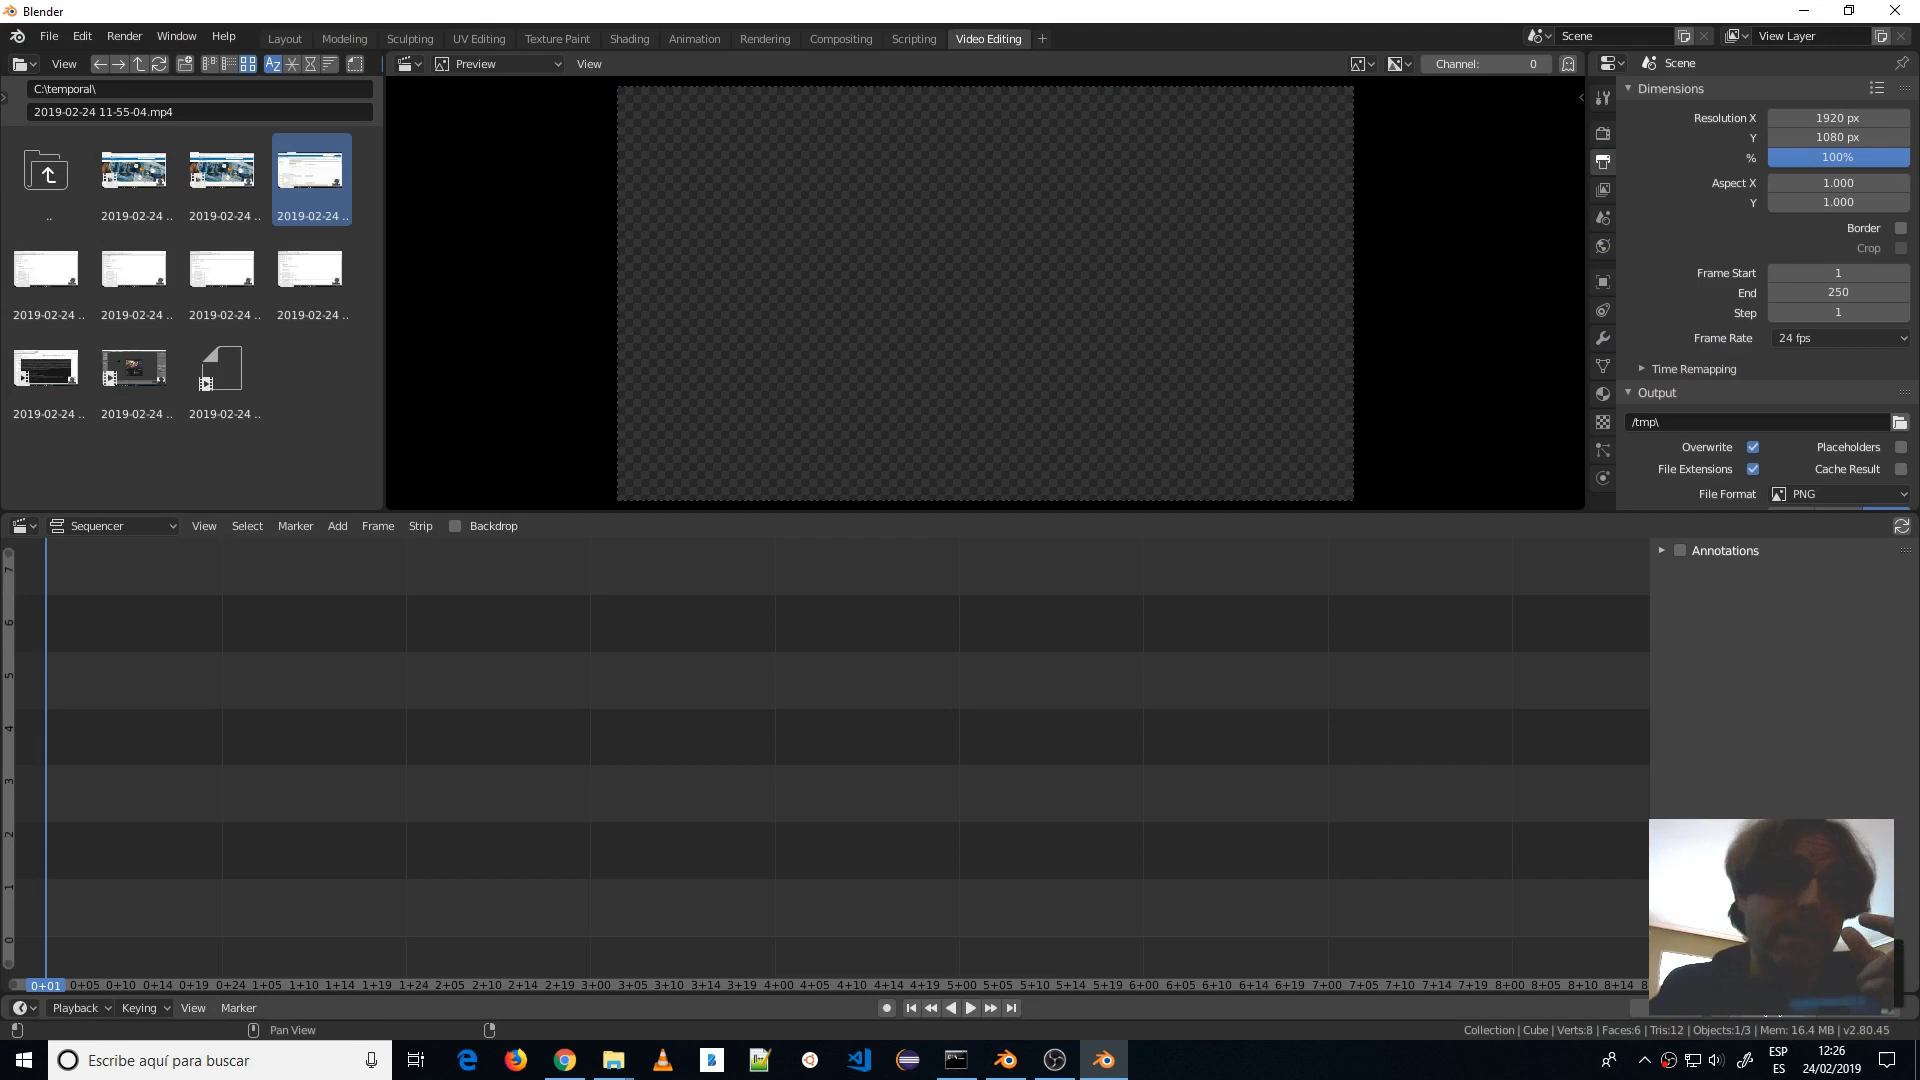 Blender
File Edit Render Window Help Layout Modeling Sculpting UV Editing Texture Paint Shading Animation Rendering Compositing Scripting Video Editing Scene View Layer
View Preview View Channel: 0 Scene
C:\temporal\
2019-02-24 11-55-04.mp4
.. 2019-02-24 .. 2019-02-24 .. 2019-02-24 ..
2019-02-24 .. 2019-02-24 .. 2019-02-24 .. 2019-02-24 ..
2019-02-24 .. 2019-02-24 .. 2019-02-24 ..
Dimensions
Resolution X 1920 px
Y 1080 px
% 100%
Aspect X 1.000
Y 1.000
Border
Crop
Frame Start 1
End 250
Step 1
Frame Rate 24 fps
Time Remapping
Output
/tmp\
Overwrite Placeholders
File Extensions Cache Result
File Format PNG
Sequencer View Select Marker Add Frame Strip Backdrop
Annotations
7
6
5
4
3
2
1
0
0+01 0+05 0+10 0+14 0+19 0+24 1+05 1+10 1+14 1+19 1+24 2+05 2+10 2+14 2+19 3+00 3+05 3+10 3+14 3+19 4+00 4+05 4+10 4+14 4+19 5+00 5+05 5+10 5+14 5+19 6+00 6+05 6+10 6+14 6+19 7+00 7+05 7+10 7+14 7+19 8+00 8+05 8+10 8+14 8
Playback Keying View Marker
Pan View Collection | Cube | Verts:8 | Faces:6 | Tris:12 | Objects:1/3 | Mem: 16.4 MB | v2.80.45
Escribe aquí para buscar ESP 12:26
ES 24/02/2019